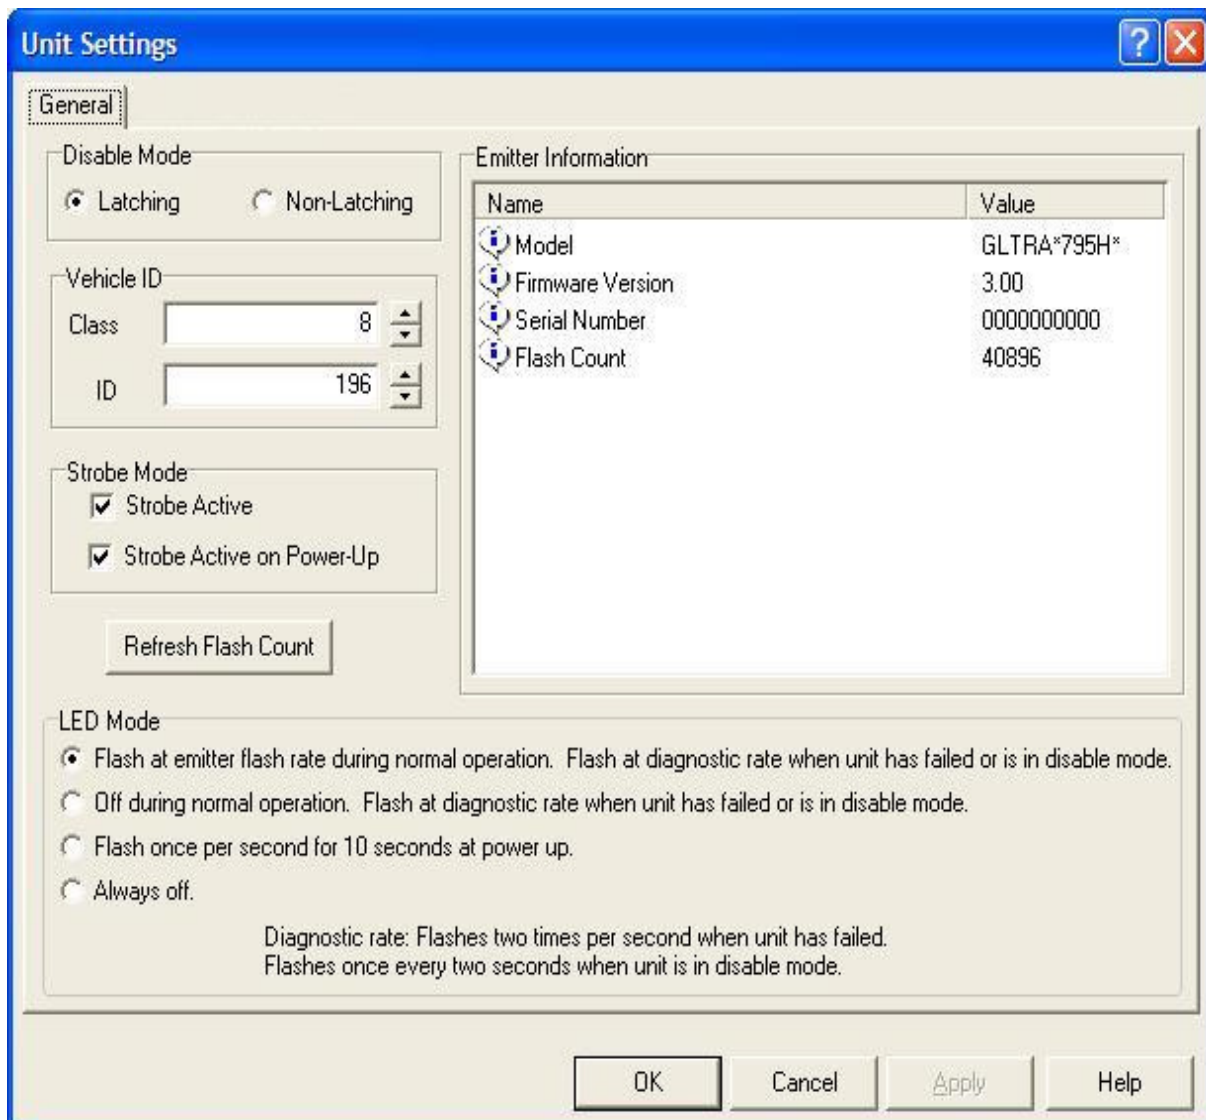 Unit Settings
General
Disable Mode
Latching Non-Latching
Vehicle ID
Class 8
ID 196
Strobe Mode
Strobe Active
Strobe Active on Power-Up
Refresh Flash Count
Emitter Information
Name Value
Model GLTRA*795H*
Firmware Version 3.00
Serial Number 0000000000
Flash Count 40896
LED Mode
Flash at emitter flash rate during normal operation. Flash at diagnostic rate when unit has failed or is in disable mode.
Off during normal operation. Flash at diagnostic rate when unit has failed or is in disable mode.
Flash once per second for 10 seconds at power up.
Always off.
Diagnostic rate: Flashes two times per second when unit has failed.
Flashes once every two seconds when unit is in disable mode.
OK Cancel Apply Help